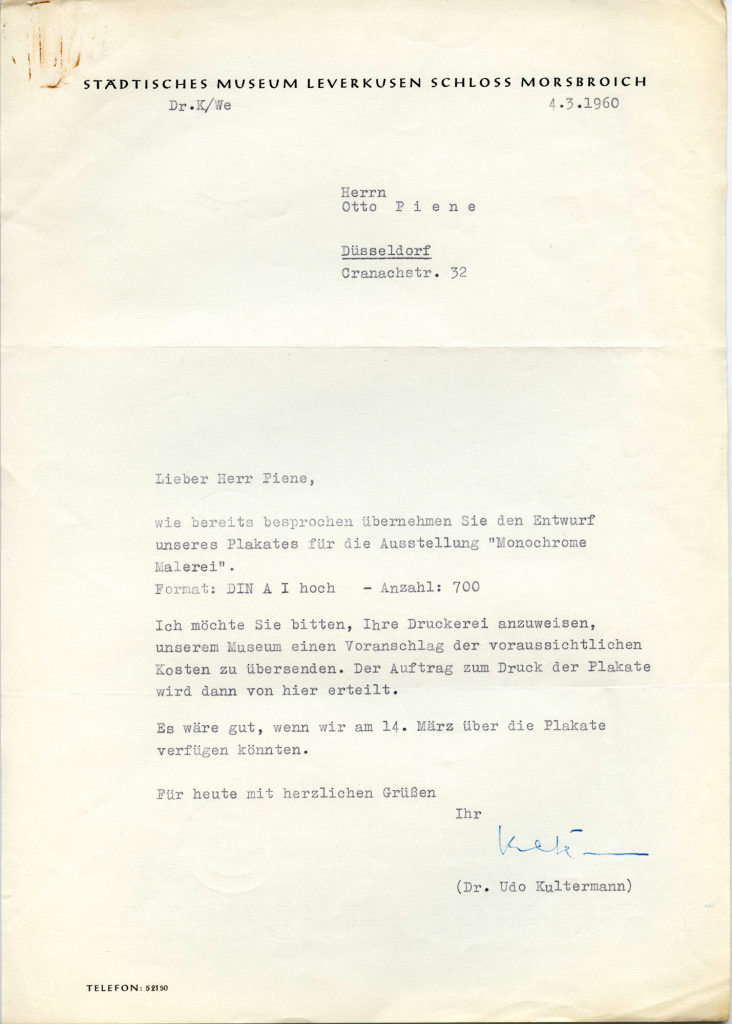 STÄDTISCHES MUSEUM LEVERKUSEN SCHLOSS MORSBROICH
Dr.K/We 4.3.1960
Herrn
Otto P i e n e
Düsseldorf
Cranachstr. 32
Lieber Herr Piene,
wie bereits besprochen übernehmen Sie den Entwurf
unseres Plakates für die Ausstellung "Monochrome
Malerei".
Format: DIN A I hoch - Anzahl: 700
Ich möchte Sie bitten, Ihre Druckerei anzuweisen,
unserem Museum einen Voranschlag der voraussichtlichen
Kosten zu übersenden. Der Auftrag zum Druck der Plakate
wird dann von hier erteilt.
Es wäre gut, wenn wir am 14. März über die Plakate
verfügen könnten.
Für heute mit herzlichen Grüßen
Ihr
(Dr. Udo Kultermann)
TELEFON: 52150